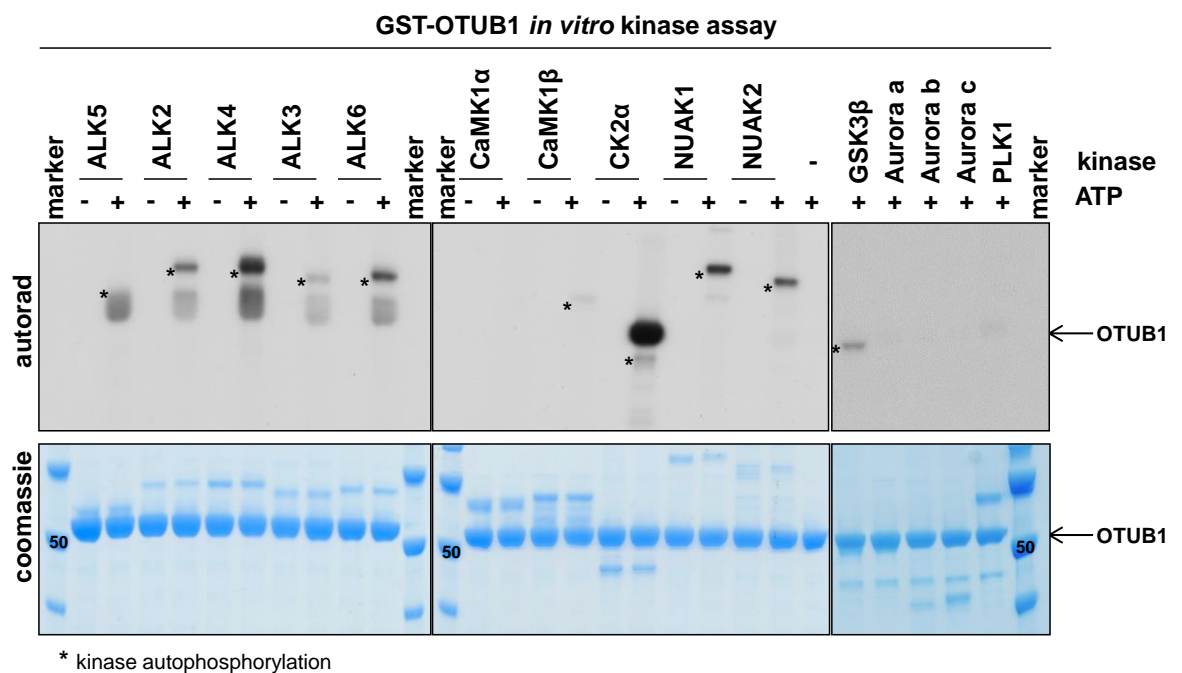 GST-OTUB1 in vitro kinase assay
marker ALK5 ALK2 ALK4 ALK3 ALK6 marker marker CaMK1α CaMK1β CK2α NUAK1 NUAK2 - GSK3β Aurora a Aurora b Aurora c PLK1 marker kinase
- + - + - + - + - + - + - + - + - + - + + + + + + + ATP
autorad
* * * * * * * * * *
OTUB1
coomassie
50 50 50
OTUB1
* kinase autophosphorylation